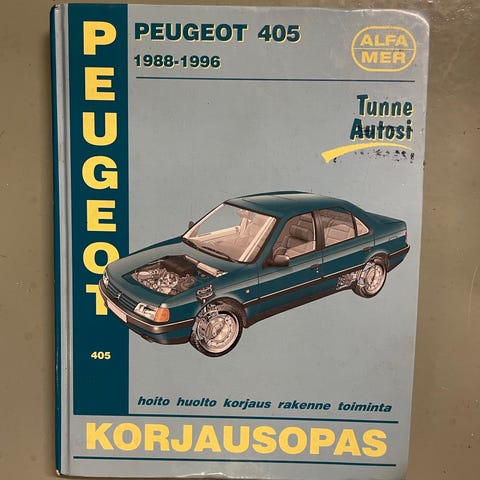 PEUGEOT
PEUGEOT 405
1988-1996
ALFA
MER
Tunne
Autosi
405
hoito huolto korjaus rakenne toiminta
KORJAUSOPAS